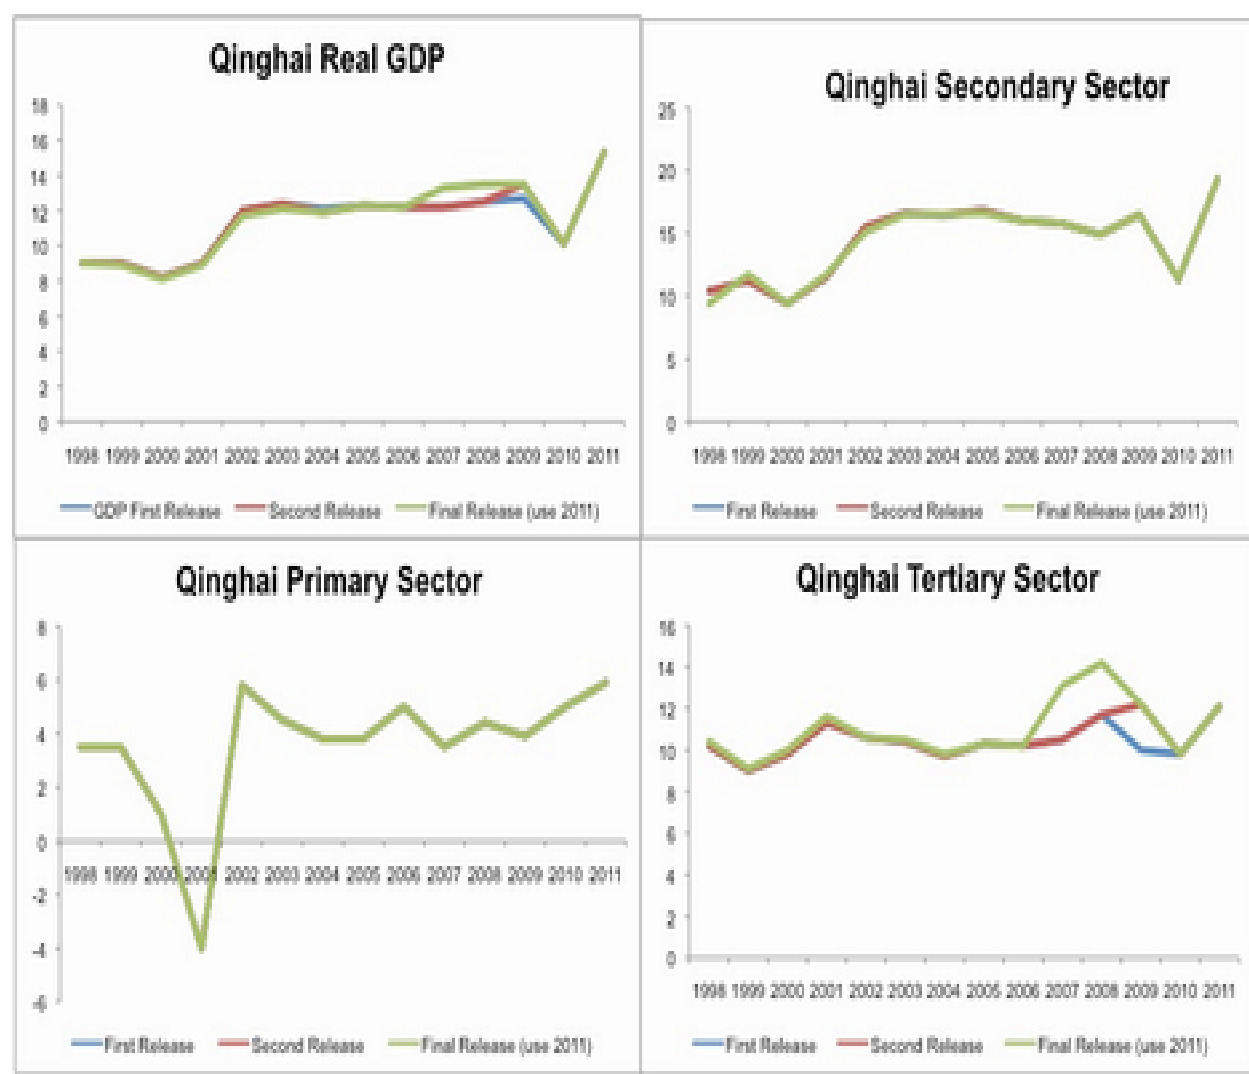 Qinghai Real GDP
18
16
14
12
10
8
6
4
2
0
1998 1999 2000 2001 2002 2003 2004 2005 2006 2007 2008 2009 2010 2011
GDP First Release Second Release Final Release (use 2011)
Qinghai Secondary Sector
25
20
15
10
5
0
1998 1999 2000 2001 2002 2003 2004 2005 2006 2007 2008 2009 2010 2011
First Release Second Release Final Release (use 2011)
Qinghai Primary Sector
8
6
4
2
0
1998 1999 2000 2001 2002 2003 2004 2005 2006 2007 2008 2009 2010 2011
-2
-4
-6
First Release Second Release Final Release (use 2011)
Qinghai Tertiary Sector
16
14
12
10
8
6
4
2
0
1998 1999 2000 2001 2002 2003 2004 2005 2006 2007 2008 2009 2010 2011
First Release Second Release Final Release (use 2011)